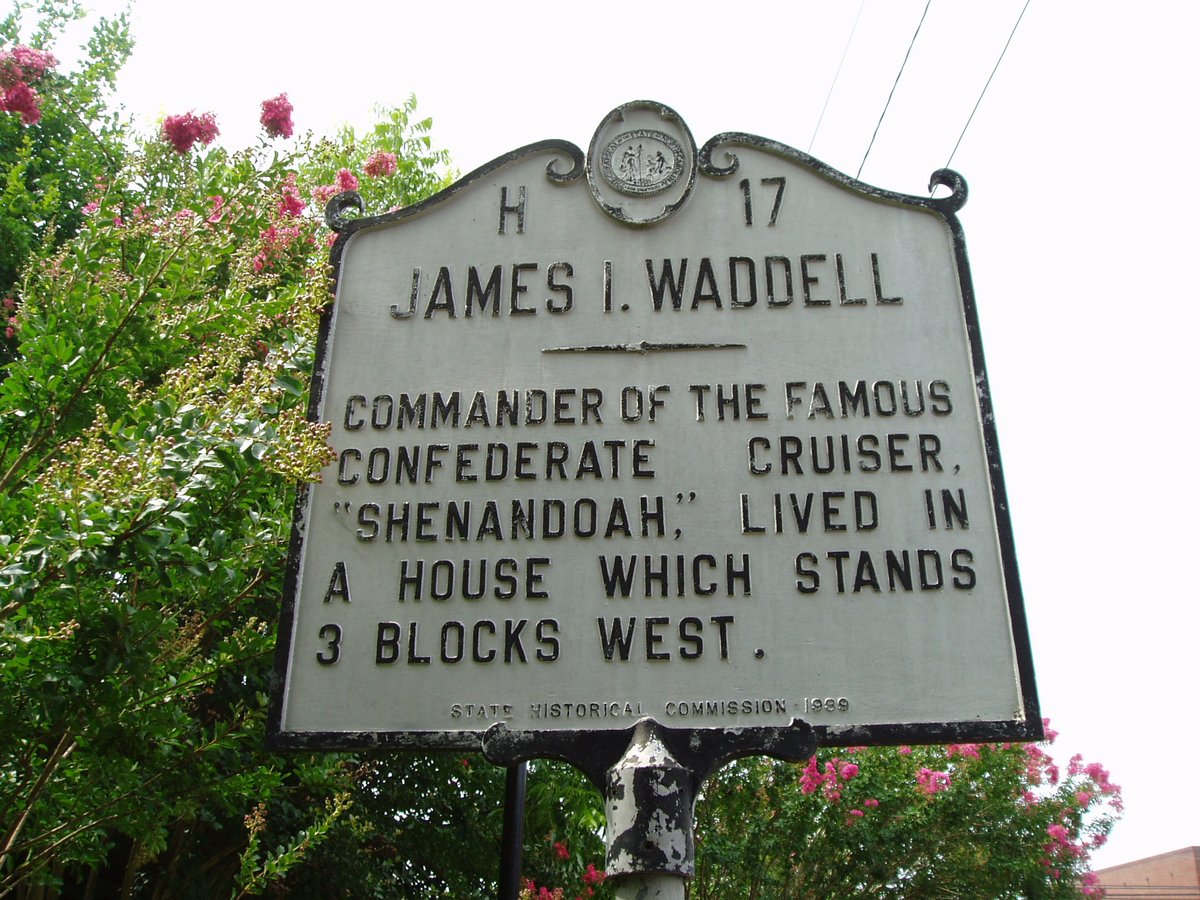 H 17
JAMES I. WADDELL
COMMANDER OF THE FAMOUS
CONFEDERATE CRUISER,
"SHENANDOAH," LIVED IN
A HOUSE WHICH STANDS
3 BLOCKS WEST.
STATE HISTORICAL COMMISSION 1939